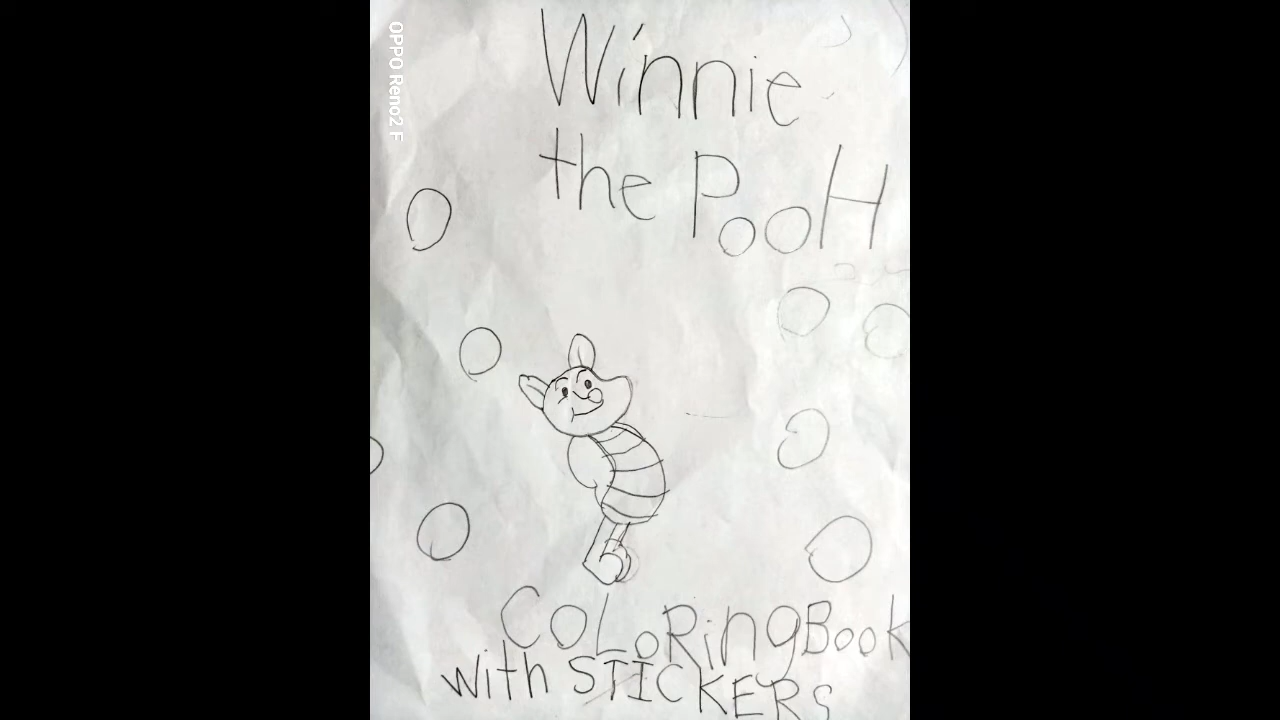 Winnie
the PooH
COLoRingBook
with STICKERS
OPPO Reno2 F